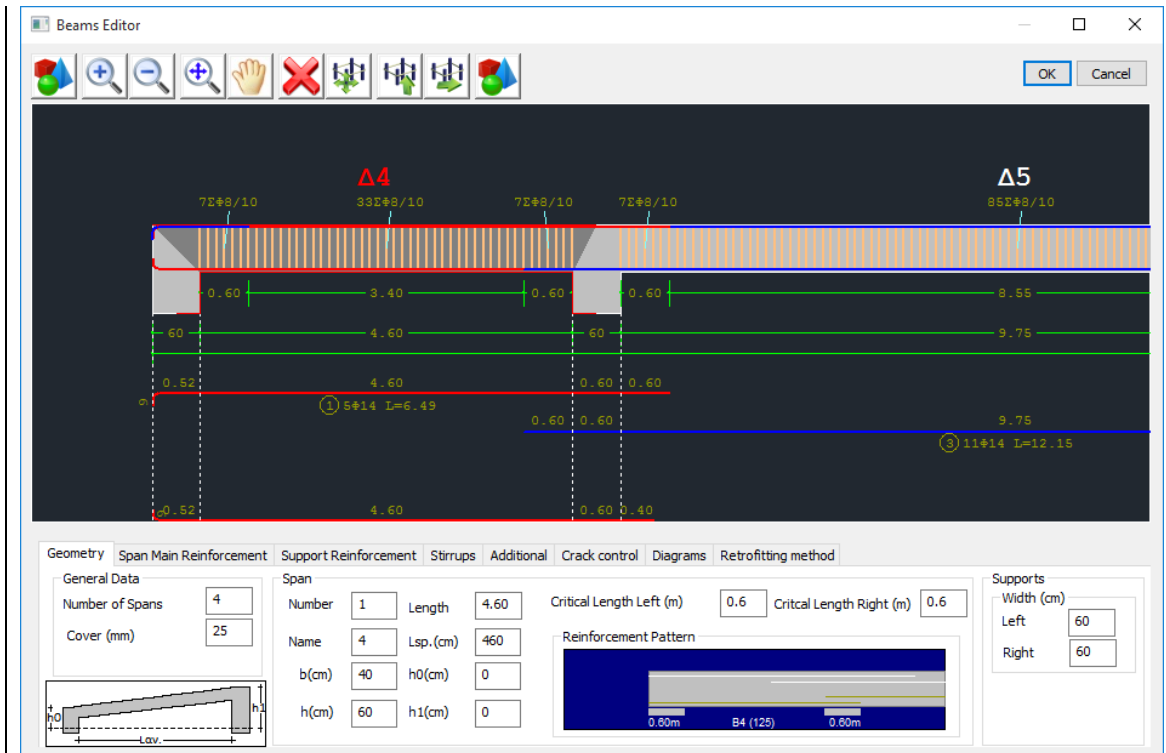 Beams Editor
OK Cancel
Δ4 Δ5
7ΣΦ8/10 33ΣΦ8/10 7ΣΦ8/10 7ΣΦ8/10 85ΣΦ8/10
0.60 3.40 0.60 0.60 8.55
60 4.60 60 9.75
0.52 4.60 0.60 0.60
9 1 5Φ14 L=6.49
0.60 0.60 9.75
3 11Φ14 L=12.15
0.52 4.60 0.60 0.40
Geometry Span Main Reinforcement Support Reinforcement Stirrups Additional Crack control Diagrams Retrofitting method
General Data
Number of Spans 4
Cover (mm) 25
h0 h1
Lαν.
Span
Number 1 Length 4.60 Critical Length Left (m) 0.6 Critcal Length Right (m) 0.6
Name 4 Lsp.(cm) 460
b(cm) 40 h0(cm) 0
h(cm) 60 h1(cm) 0
Reinforcement Pattern
0.60m B4 (125) 0.60m
Supports
Width (cm)
Left 60
Right 60